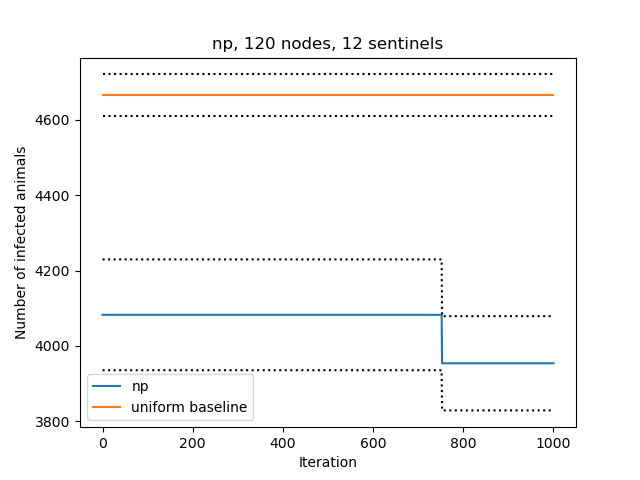 np, 120 nodes, 12 sentinels
Number of infected animals
4600
4400
4200
4000
3800
np
uniform baseline
0 200 400 600 800 1000
Iteration